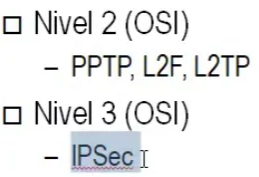 Nivel 2 (OSI)
– PPTP, L2F, L2TP
Nivel 3 (OSI)
– IPSec